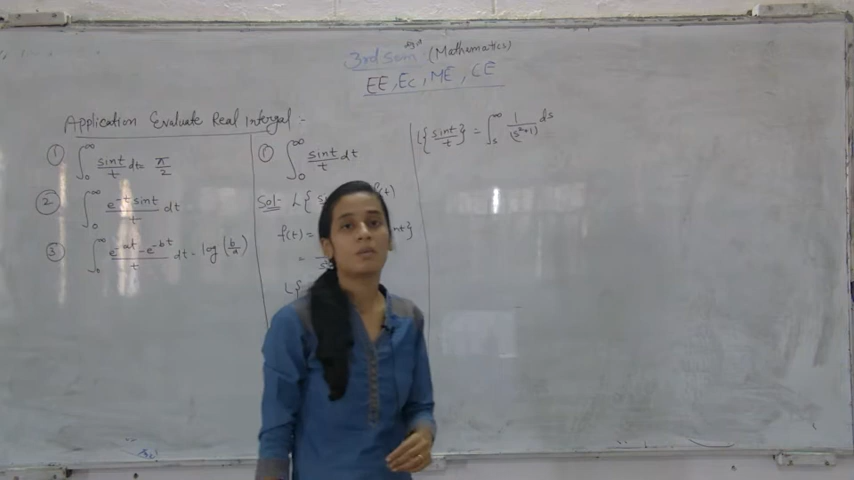 3rd sem (Mathematics)
EE, EC, ME, CE
Application Evaluate Real Intergal :-
① ∫₀^∞ sint/t dt = π/2
② ∫₀^∞ e^-t sint/t dt
③ ∫₀^∞ e^-at - e^-bt/t dt = log (b/a)
① ∫₀^∞ sint/t dt
Sol- L{
f(t) =
=
L{
L{sint/t} = ∫ₛ^∞ 1/(s²+1) ds